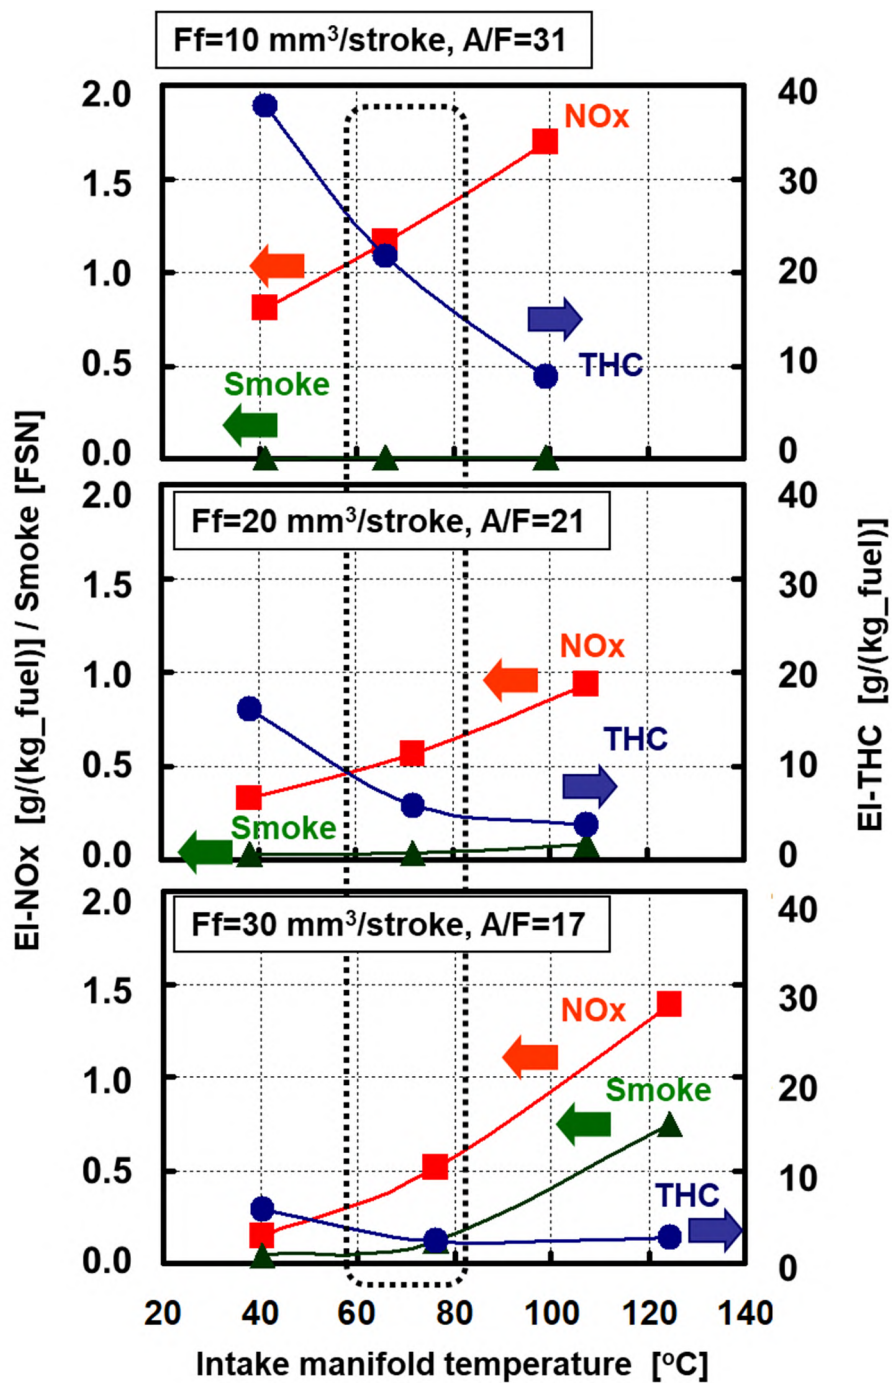 Ff=10 mm³/stroke, A/F=31
2.0
1.5
1.0
0.5
0.0
NOx
THC
Smoke
40
30
20
10
0
Ff=20 mm³/stroke, A/F=21
2.0
1.5
1.0
0.5
0.0
NOx
THC
Smoke
40
30
20
10
0
Ff=30 mm³/stroke, A/F=17
2.0
1.5
1.0
0.5
0.0
NOx
Smoke
THC
40
30
20
10
0
EI-NOx [g/(kg_fuel)] / Smoke [FSN]
EI-THC [g/(kg_fuel)]
20 40 60 80 100 120 140
Intake manifold temperature [°C]